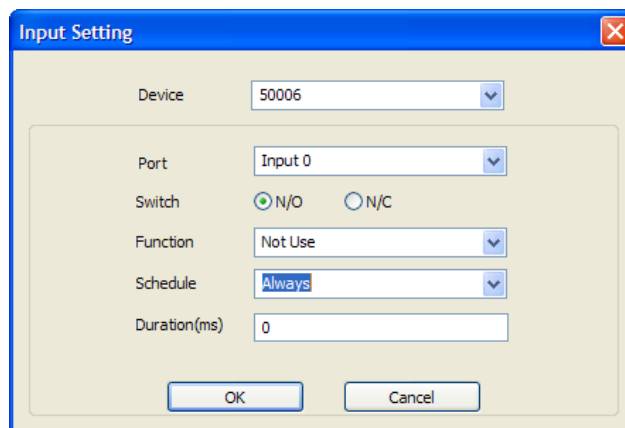 Input Setting
Device 50006
Port Input 0
Switch N/O N/C
Function Not Use
Schedule Always
Duration(ms) 0
OK Cancel